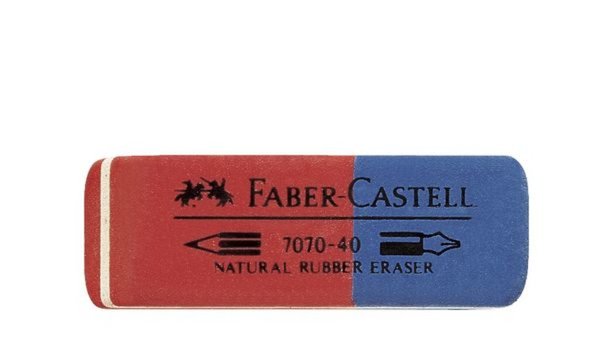 FABER-CASTELL
7070-40
NATURAL RUBBER ERASER